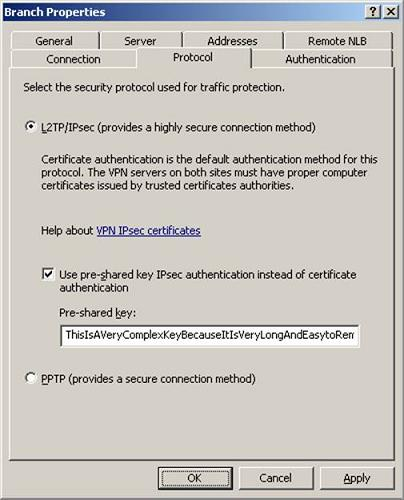 Branch Properties
General Server Addresses Remote NLB
Connection Protocol Authentication
Select the security protocol used for traffic protection.
L2TP/IPsec (provides a highly secure connection method)
Certificate authentication is the default authentication method for this
protocol. The VPN servers on both sites must have proper computer
certificates issued by trusted certificates authorities.
Help about VPN IPsec certificates
Use pre-shared key IPsec authentication instead of certificate
authentication
Pre-shared key:
ThisIsAVeryComplexKeyBecauseItIsVeryLongAndEasytoRem
PPTP (provides a secure connection method)
OK Cancel Apply